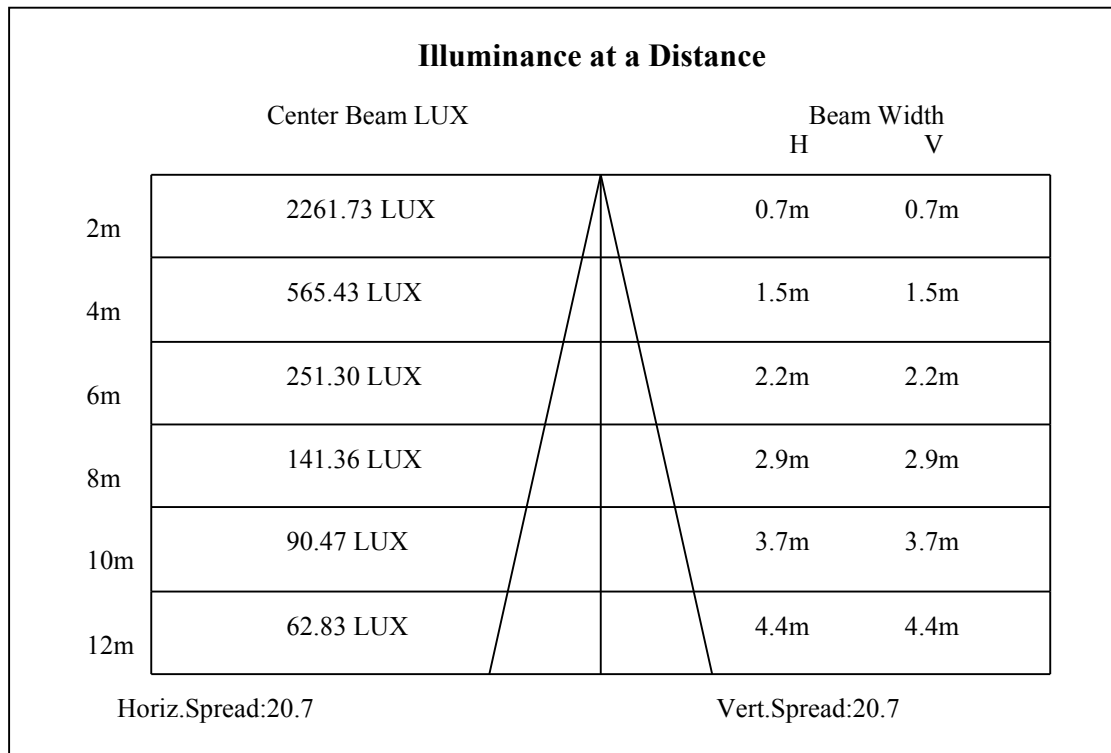 Illuminance at a Distance
Center Beam LUX Beam Width
H V
2m 2261.73 LUX 0.7m 0.7m
4m 565.43 LUX 1.5m 1.5m
6m 251.30 LUX 2.2m 2.2m
8m 141.36 LUX 2.9m 2.9m
10m 90.47 LUX 3.7m 3.7m
12m 62.83 LUX 4.4m 4.4m
Horiz.Spread:20.7 Vert.Spread:20.7